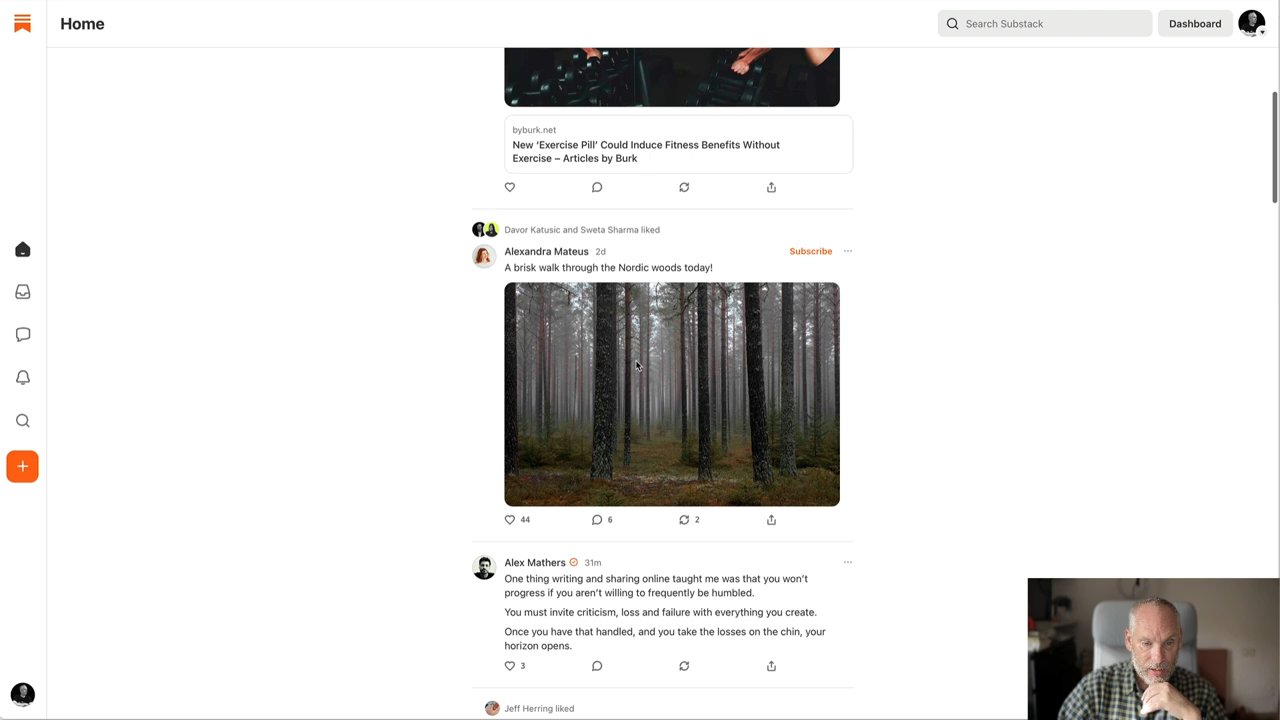 Home
Search Substack
Dashboard
byburk.net
New ‘Exercise Pill’ Could Induce Fitness Benefits Without
Exercise – Articles by Burk
Davor Katusic and Sweta Sharma liked
Alexandra Mateus 2d
Subscribe
A brisk walk through the Nordic woods today!
44
6
2
Alex Mathers 31m
One thing writing and sharing online taught me was that you won’t
progress if you aren’t willing to frequently be humbled.
You must invite criticism, loss and failure with everything you create.
Once you have that handled, and you take the losses on the chin, your
horizon opens.
3
Jeff Herring liked